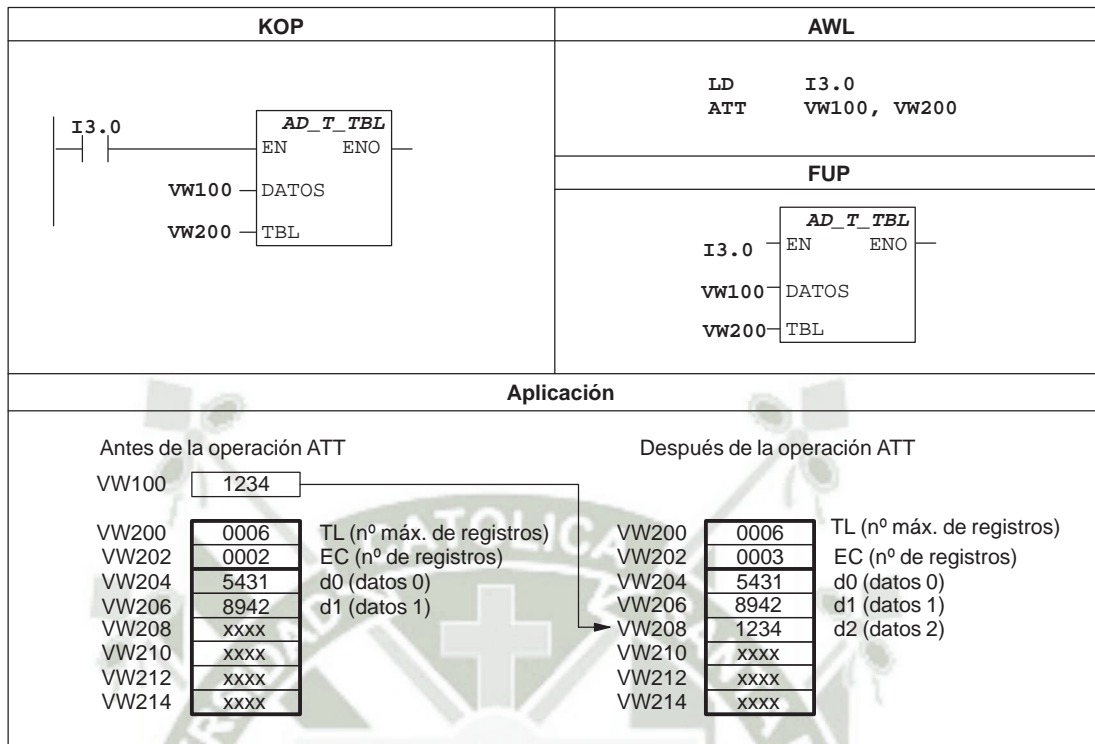 KOP
I3.0
AD_T_TBL
EN ENO
VW100 DATOS
VW200 TBL
AWL
LD I3.0
ATT VW100, VW200
FUP
AD_T_TBL
I3.0 EN ENO
VW100 DATOS
VW200 TBL
Aplicación
Antes de la operación ATT
VW100 1234
VW200 0006 TL (nº máx. de registros)
VW202 0002 EC (nº de registros)
VW204 5431 d0 (datos 0)
VW206 8942 d1 (datos 1)
VW208 xxxx
VW210 xxxx
VW212 xxxx
VW214 xxxx
Después de la operación ATT
VW200 0006 TL (nº máx. de registros)
VW202 0003 EC (nº de registros)
VW204 5431 d0 (datos 0)
VW206 8942 d1 (datos 1)
VW208 1234 d2 (datos 2)
VW210 xxxx
VW212 xxxx
VW214 xxxx
CATOLICA